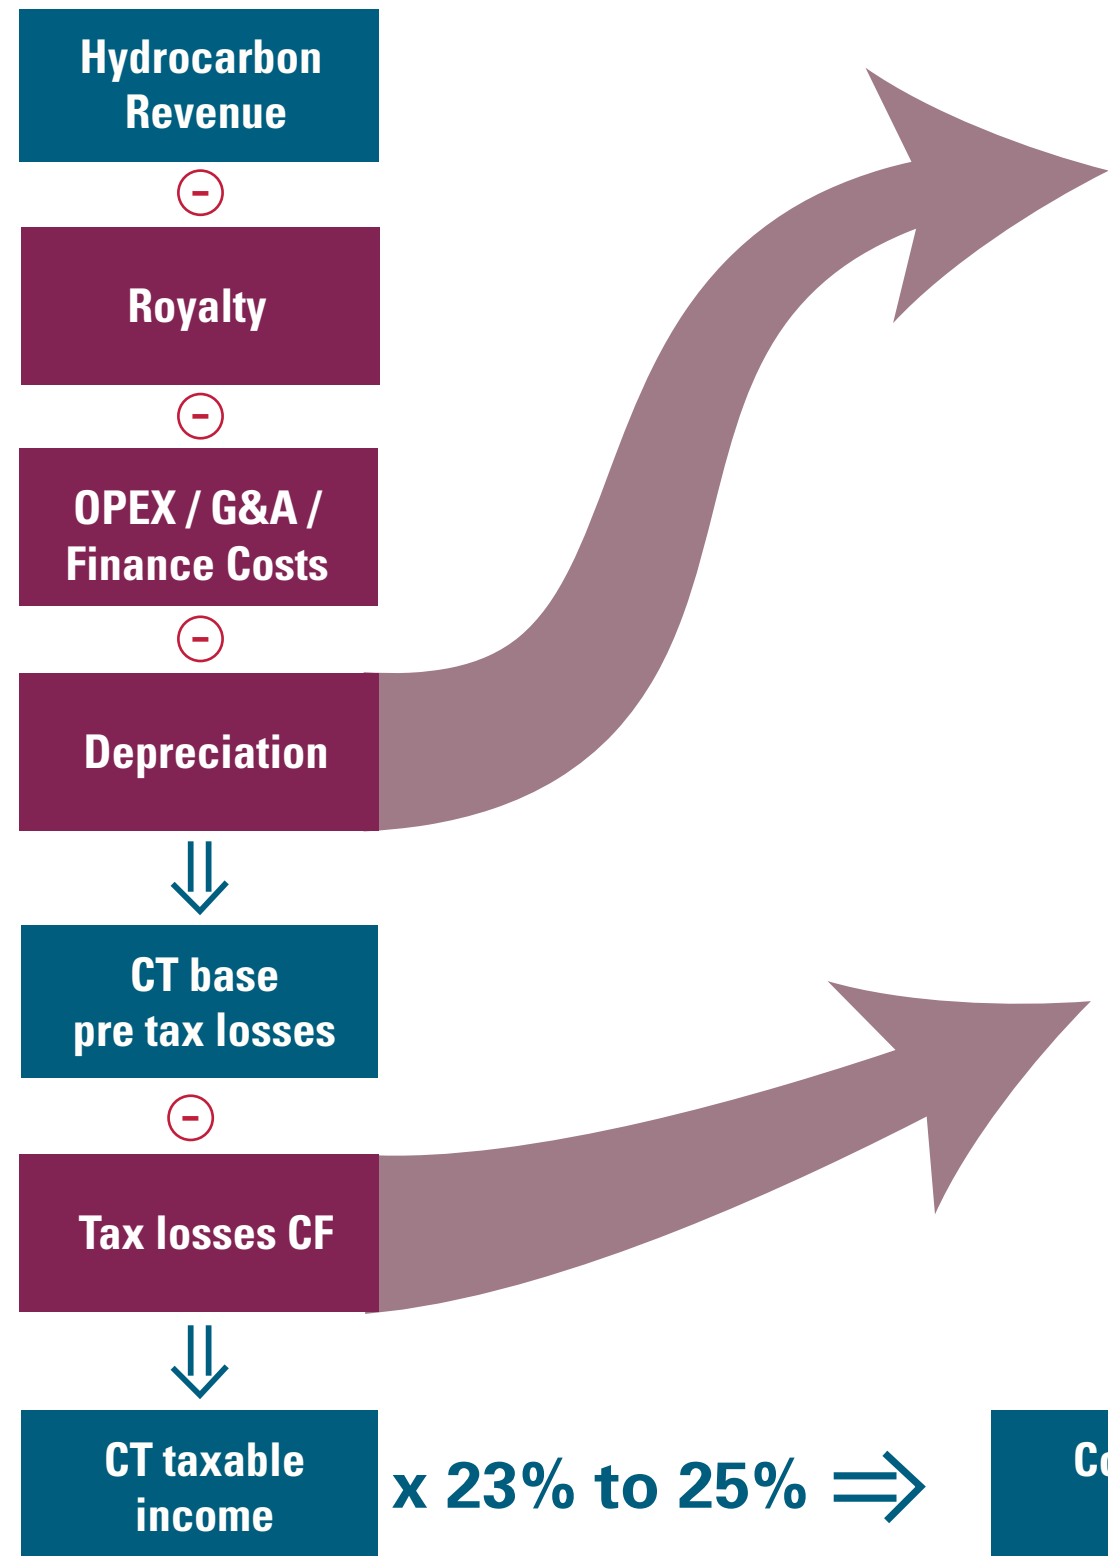 Hydrocarbon
Revenue
-
Royalty
-
OPEX / G&A /
Finance Costs
-
Depreciation
CT base
pre tax losses
-
Tax losses CF
CT taxable
income
x 23% to 25%